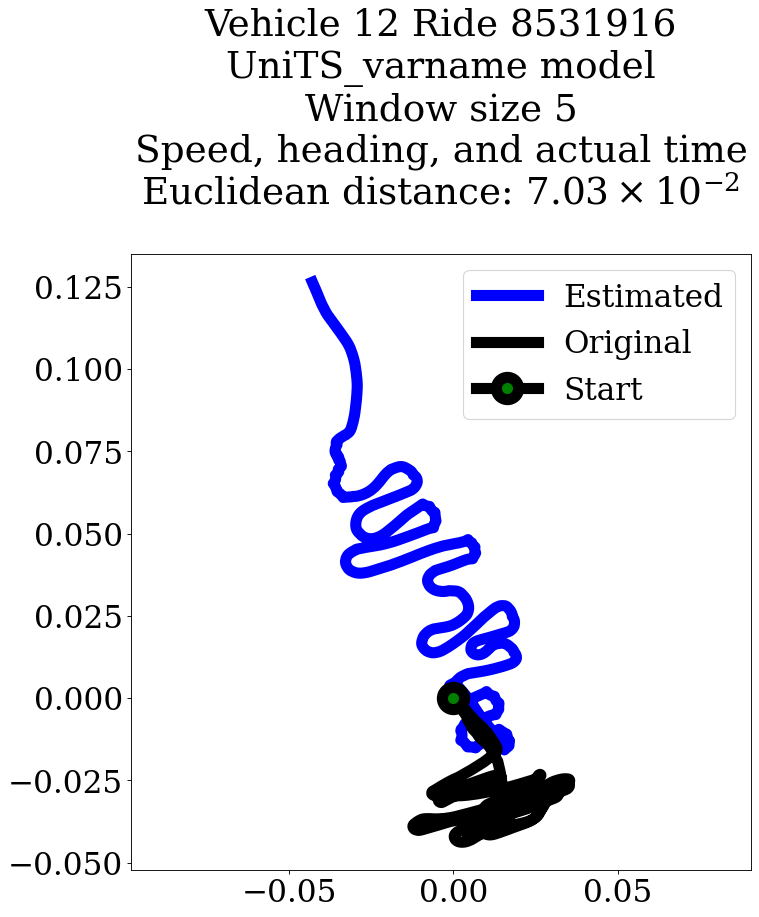 Vehicle 12 Ride 8531916
UniTS_varname model
Window size 5
Speed, heading, and actual time
Euclidean distance: 7.03 × 10⁻²
Estimated
Original
Start
0.125
0.100
0.075
0.050
0.025
0.000
−0.025
−0.050
−0.05 0.00 0.05